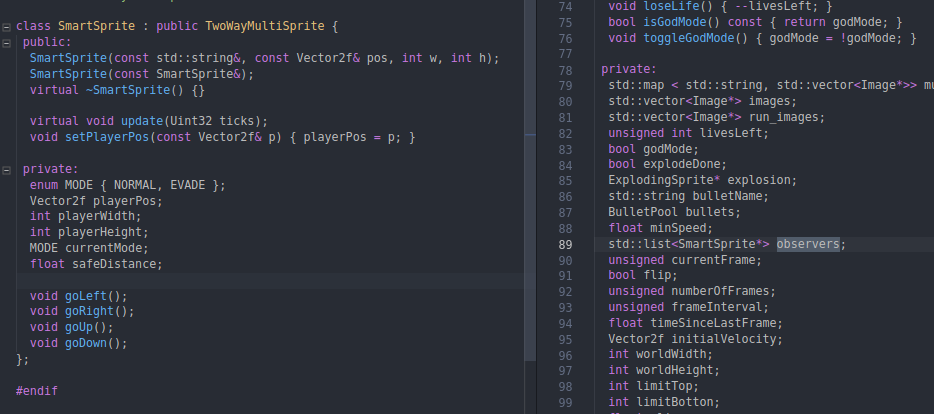 class SmartSprite : public TwoWayMultiSprite {
public:
SmartSprite(const std::string&, const Vector2f& pos, int w, int h);
SmartSprite(const SmartSprite&);
virtual ~SmartSprite() {}
virtual void update(Uint32 ticks);
void setPlayerPos(const Vector2f& p) { playerPos = p; }
private:
enum MODE { NORMAL, EVADE };
Vector2f playerPos;
int playerWidth;
int playerHeight;
MODE currentMode;
float safeDistance;
void goLeft();
void goRight();
void goUp();
void goDown();
};
#endif
74 void loseLife() { --livesLeft; }
75 bool isGodMode() const { return godMode; }
76 void toggleGodMode() { godMode = !godMode; }
77
78 private:
79 std::map < std::string, std::vector<Image*>>
80 std::vector<Image*> images;
81 std::vector<Image*> run_images;
82 unsigned int livesLeft;
83 bool godMode;
84 bool explodeDone;
85 ExplodingSprite* explosion;
86 std::string bulletName;
87 BulletPool bullets;
88 float minSpeed;
89 std::list<SmartSprite*> observers;
90 unsigned currentFrame;
91 bool flip;
92 unsigned numberOfFrames;
93 unsigned frameInterval;
94 float timeSinceLastFrame;
95 Vector2f initialVelocity;
96 int worldWidth;
97 int worldHeight;
98 int limitTop;
99 int limitBotton;